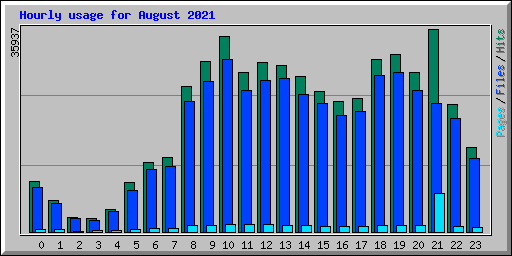 Hourly usage for August 2021
35937
Pages / Files / Hits
0 1 2 3 4 5 6 7 8 9 10 11 12 13 14 15 16 17 18 19 20 21 22 23